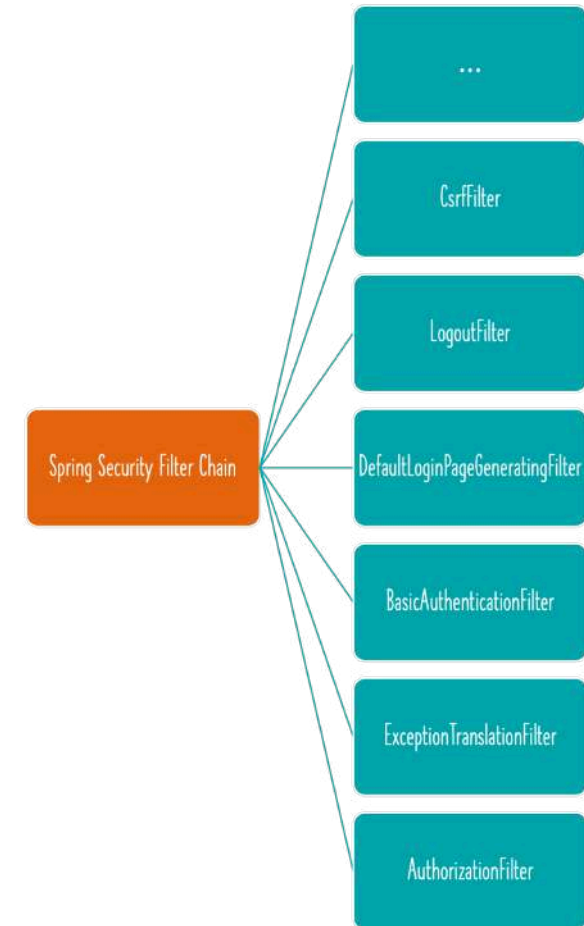 ...
CsrfFilter
LogoutFilter
Spring Security Filter Chain
DefaultLoginPageGeneratingFilter
BasicAuthenticationFilter
ExceptionTranslationFilter
AuthorizationFilter